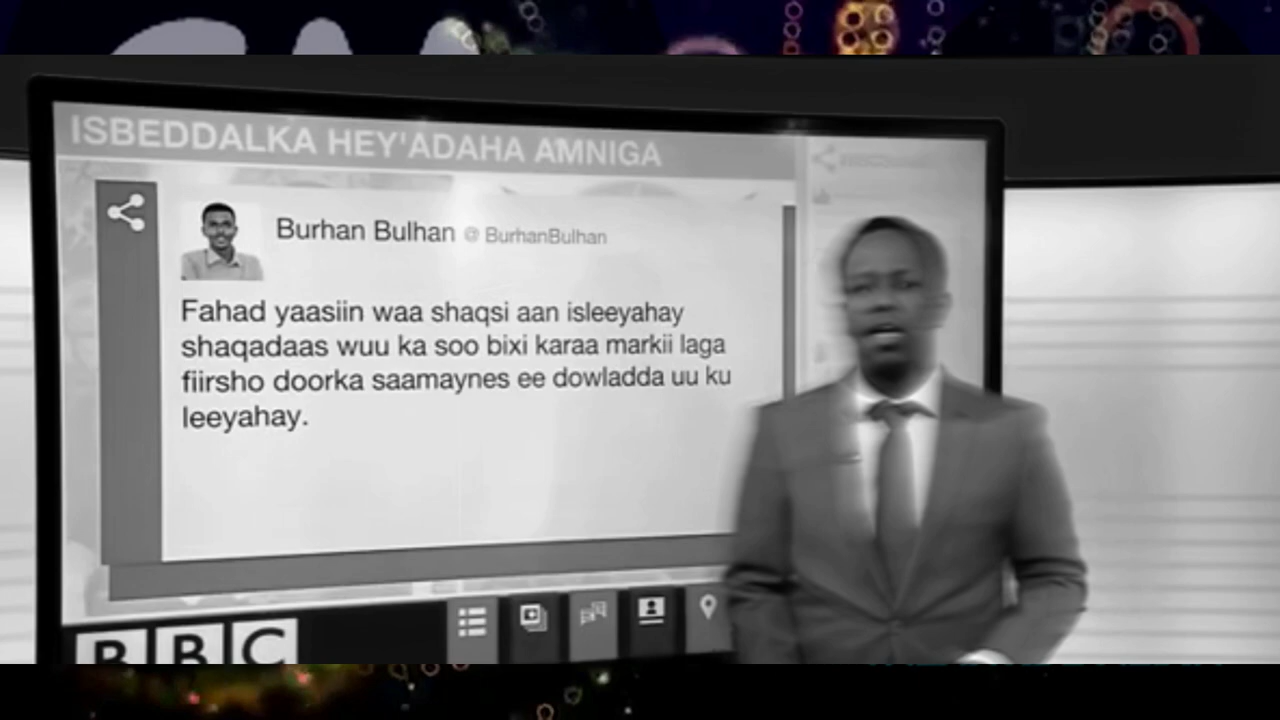 ISBEDDALKA HEY'ADAHA AMNIGA
Burhan Bulhan @ BurhanBulhan
Fahad yaasiin waa shaqsi aan isleeyahay
shaqadaas wuu ka soo bixi karaa markii laga
fiirsho doorka saamaynes ee dowladda uu ku
leeyahay.
BBC